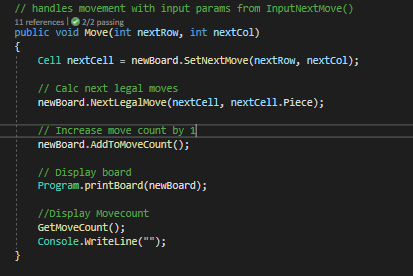 // handles movement with input params from InputNextMove()
11 references | 2/2 passing
public void Move(int nextRow, int nextCol)
{
Cell nextCell = newBoard.SetNextMove(nextRow, nextCol);
// Calc next legal moves
newBoard.NextLegalMove(nextCell, nextCell.Piece);
// Increase move count by 1
newBoard.AddToMoveCount();
// Display board
Program.printBoard(newBoard);
//Display Movecount
GetMoveCount();
Console.WriteLine("");
}